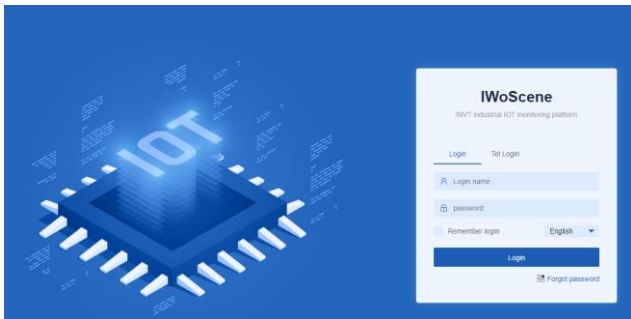 IOT
IWoScene
INVT industrial IOT monitoring platform
Login Tel Login
Login name
password
Remember login English
Login
Forgot password